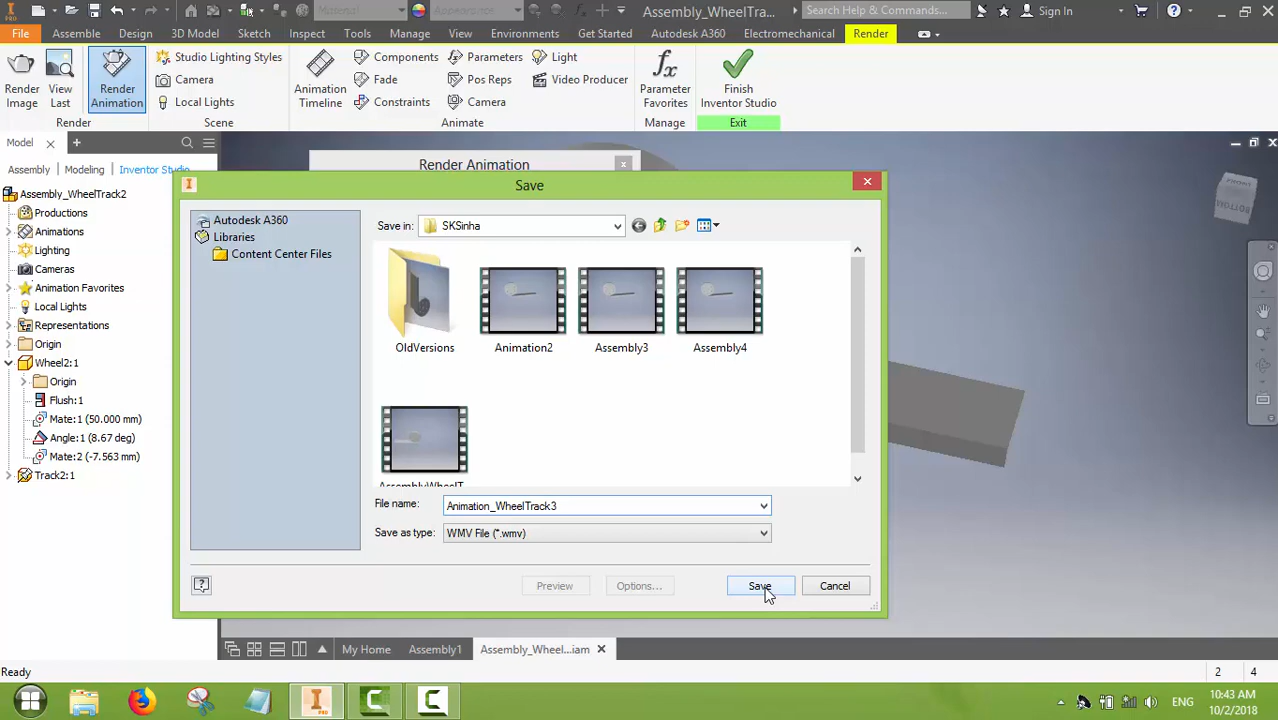 PRO
Material
Appearance
Assembly_WheelTra...
Search Help & Commands...
Sign In
File
Assemble
Design
3D Model
Sketch
Inspect
Tools
Manage
View
Environments
Get Started
Autodesk A360
Electromechanical
Render
Render Image
View Last
Render Animation
Studio Lighting Styles
Camera
Local Lights
Animation Timeline
Components
Fade
Constraints
Parameters
Pos Reps
Camera
Light
Video Producer
Parameter Favorites
Finish Inventor Studio
Render
Scene
Animate
Manage
Exit
Model
Assembly
Modeling
Inventor Studio
Assembly_WheelTrack2
Productions
Animations
Lighting
Cameras
Animation Favorites
Local Lights
Representations
Origin
Wheel2:1
Origin
Flush:1
Mate:1 (50.000 mm)
Angle:1 (8.67 deg)
Mate:2 (-7.563 mm)
Track2:1
Render Animation
Save
Autodesk A360
Libraries
Content Center Files
Save in:
SKSinha
OldVersions
Animation2
Assembly3
Assembly4
AssemblyWheelT...
File name:
Animation_WheelTrack3
Save as type:
WMV File (*.wmv)
Preview
Options...
Save
Cancel
BOTTOM
My Home
Assembly1
Assembly_Wheel...iam
Ready
2
4
PRO
ENG
10:43 AM
10/2/2018